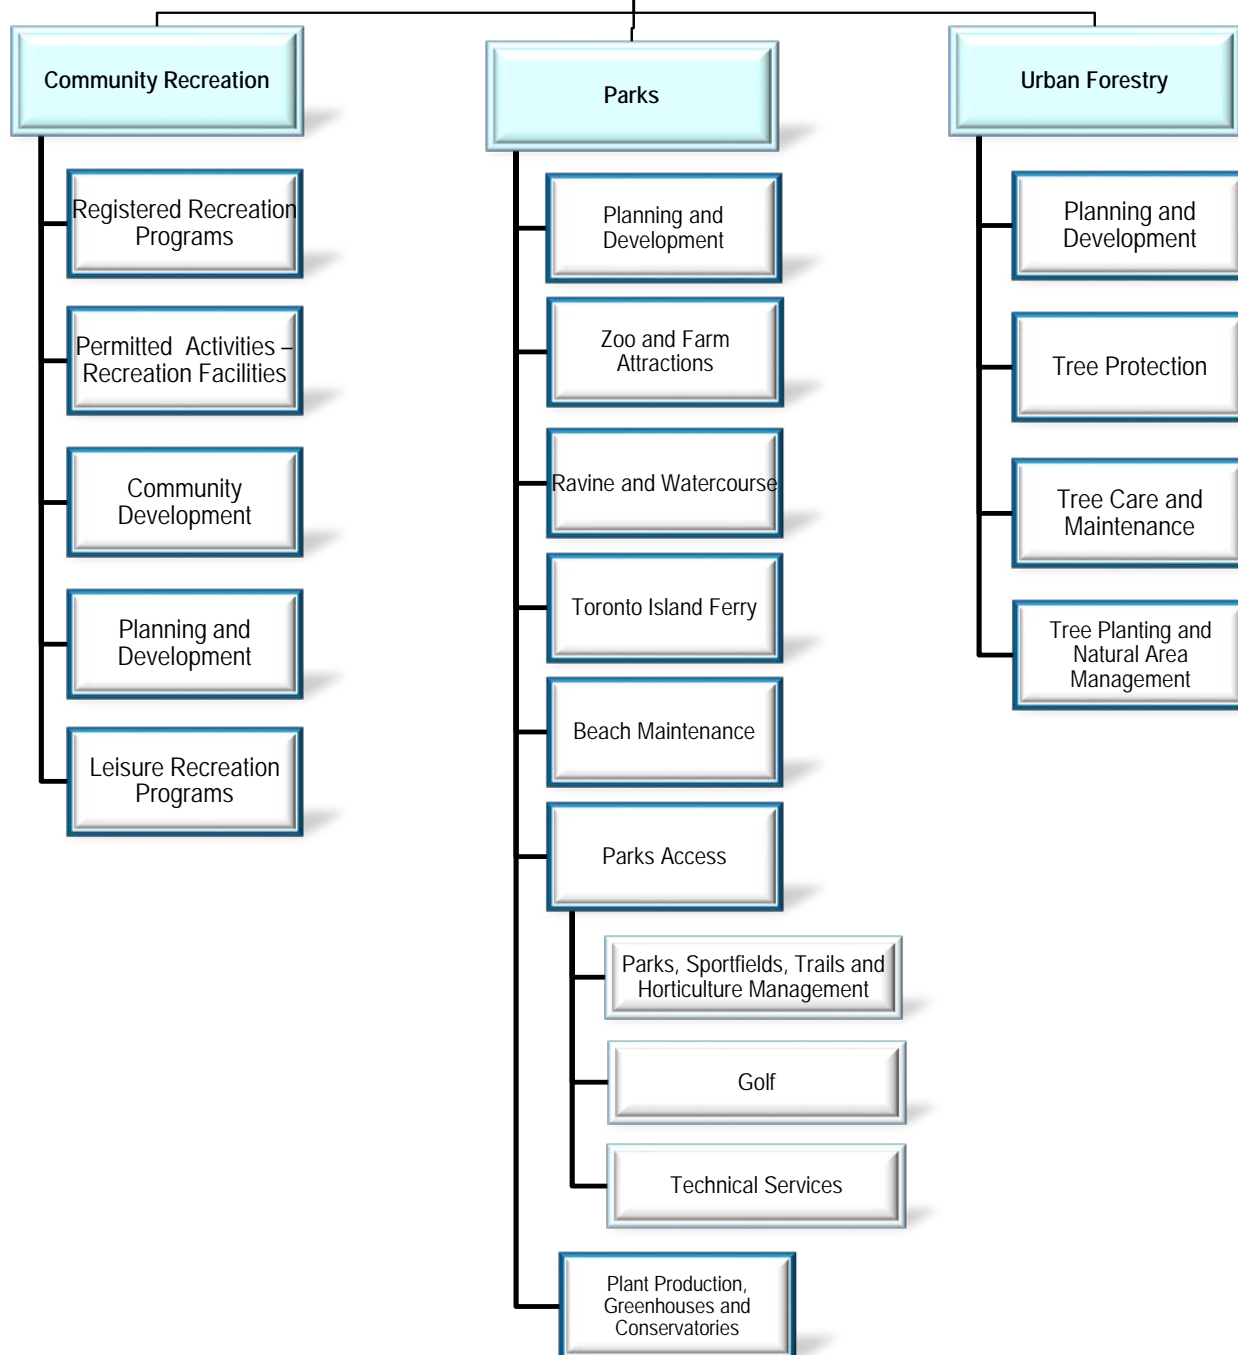 Community Recreation
Registered Recreation
Programs
Permitted Activities –
Recreation Facilities
Community
Development
Planning and
Development
Leisure Recreation
Programs
Parks
Planning and
Development
Zoo and Farm
Attractions
Ravine and Watercourse
Toronto Island Ferry
Beach Maintenance
Parks Access
Parks, Sportfields, Trails and
Horticulture Management
Golf
Technical Services
Plant Production,
Greenhouses and
Conservatories
Urban Forestry
Planning and
Development
Tree Protection
Tree Care and
Maintenance
Tree Planting and
Natural Area
Management